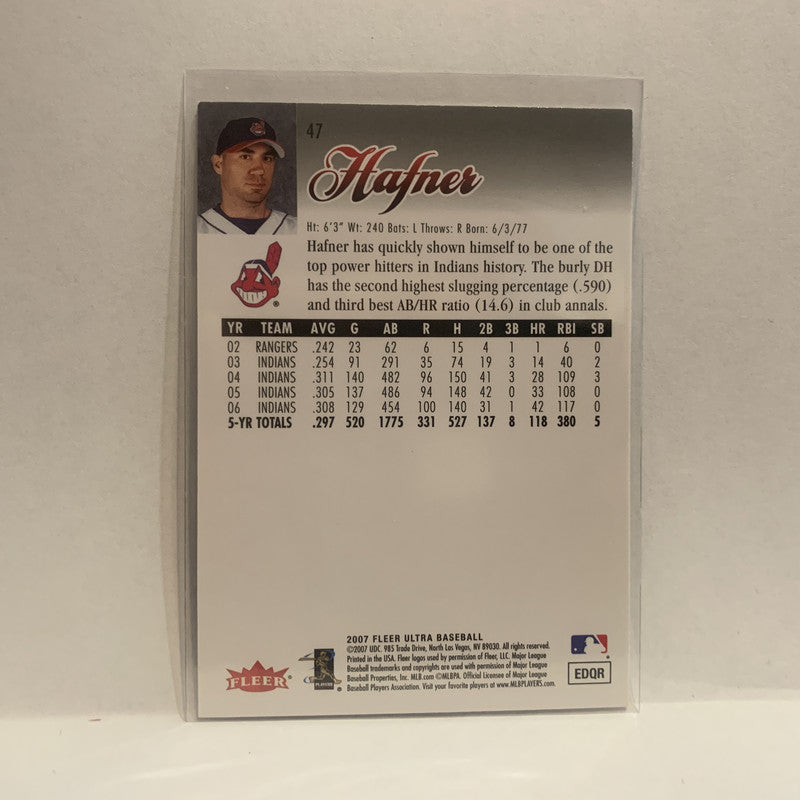 47
Hafner
Ht: 6'3" Wt: 240 Bats: L Throws: R Born: 6/3/77
Hafner has quickly shown himself to be one of the
top power hitters in Indians history. The burly DH
has the second highest slugging percentage (.590)
and third best AB/HR ratio (14.6) in club annals.
YR TEAM AVG G AB R H 2B 3B HR RBI SB
02 RANGERS .242 23 62 6 15 4 1 1 6 0
03 INDIANS .254 91 291 35 74 19 3 14 40 2
04 INDIANS .311 140 482 96 150 41 3 28 109 3
05 INDIANS .305 137 486 94 148 42 0 33 108 0
06 INDIANS .308 129 454 100 140 31 1 42 117 0
5-YR TOTALS .297 520 1775 331 527 137 8 118 380 5
2007 FLEER ULTRA BASEBALL
©2007 UDC. 985 Trade Drive, North Las Vegas, NV 89030. All rights reserved.
Printed in the USA. Fleer logos used by permission of Fleer, LLC. Major League
Baseball trademarks and copyrights are used with permission of Major League
Baseball Properties, Inc. MLB.com ©MLBPA. Official Licensee of Major League
Baseball Players Association. Visit your favorite players at www.MLBPLAYERS.com.
FLEER
PLAYERS
EDQR